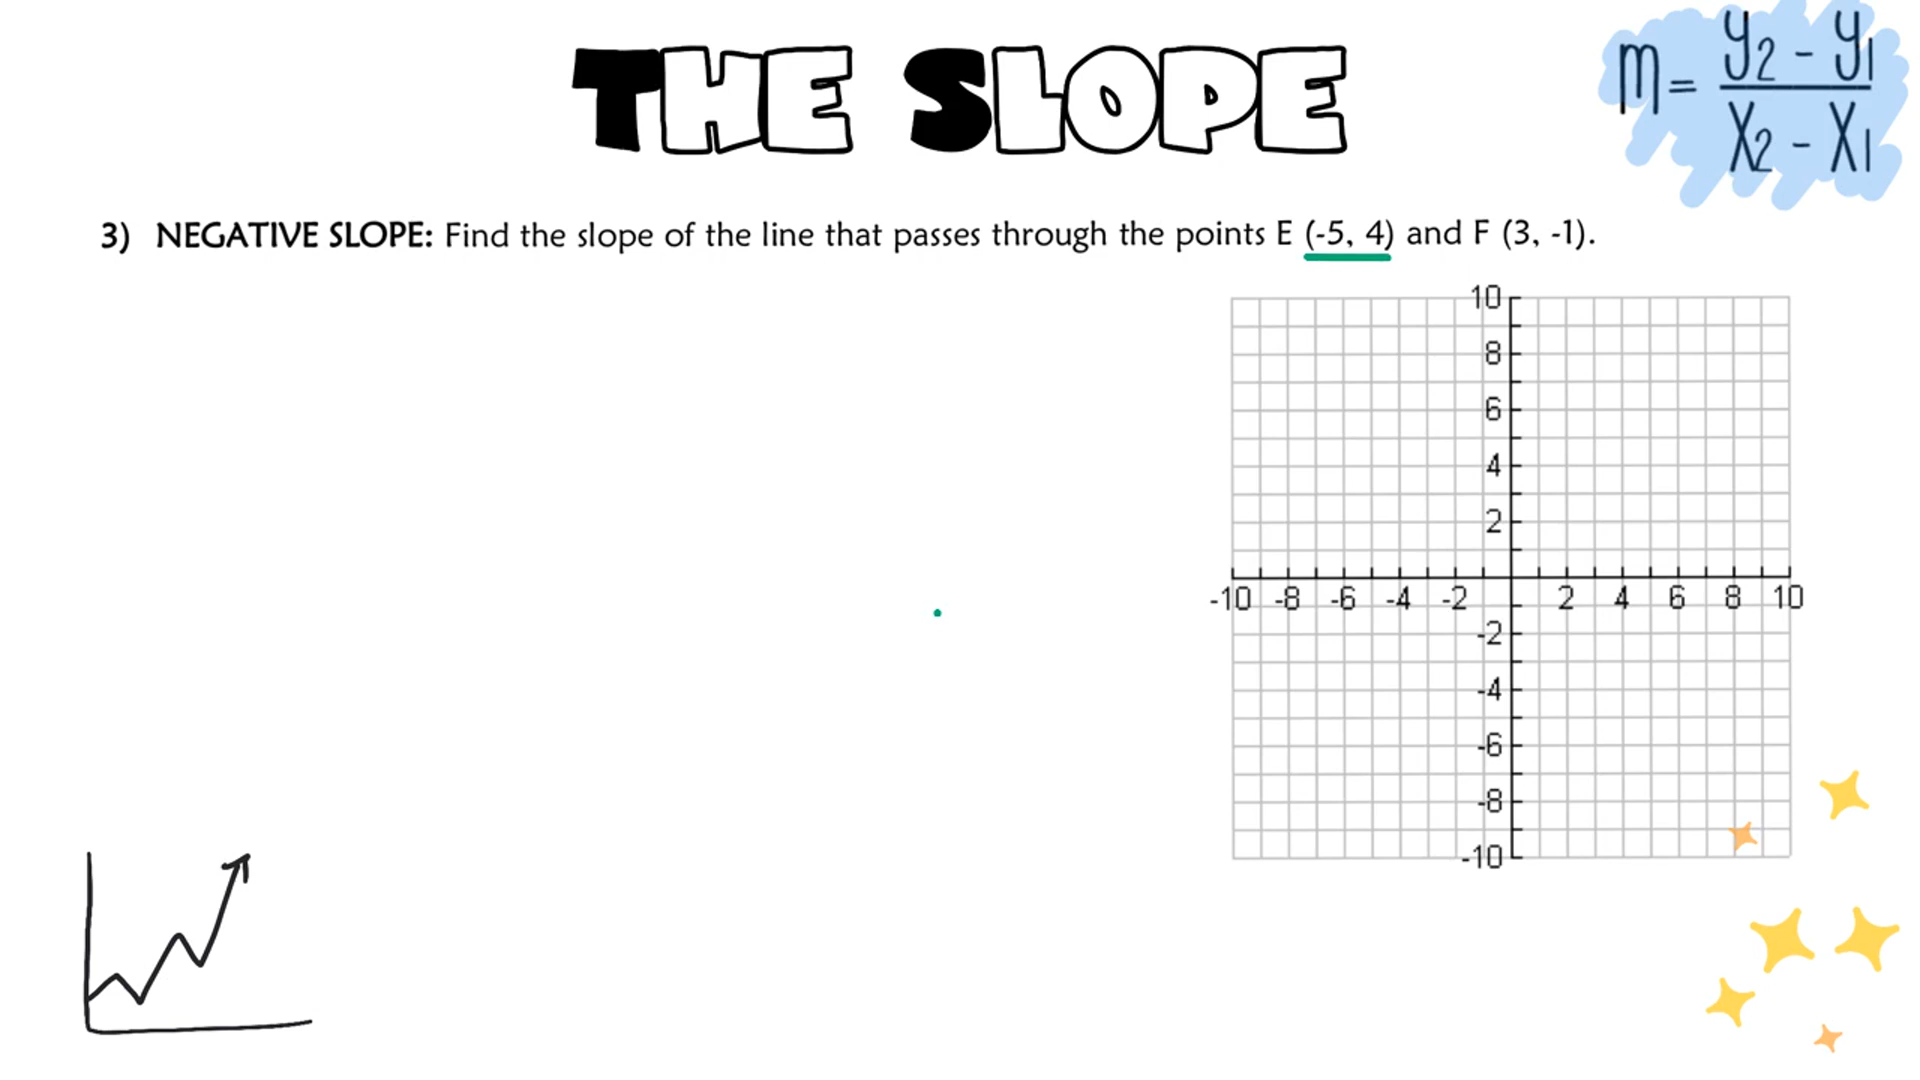 THE SLOPE
m = y2 - y1
x2 - x1
3) NEGATIVE SLOPE: Find the slope of the line that passes through the points E (-5, 4) and F (3, -1).
10
8
6
4
2
-10 -8 -6 -4 -2 2 4 6 8 10
-2
-4
-6
-8
-10